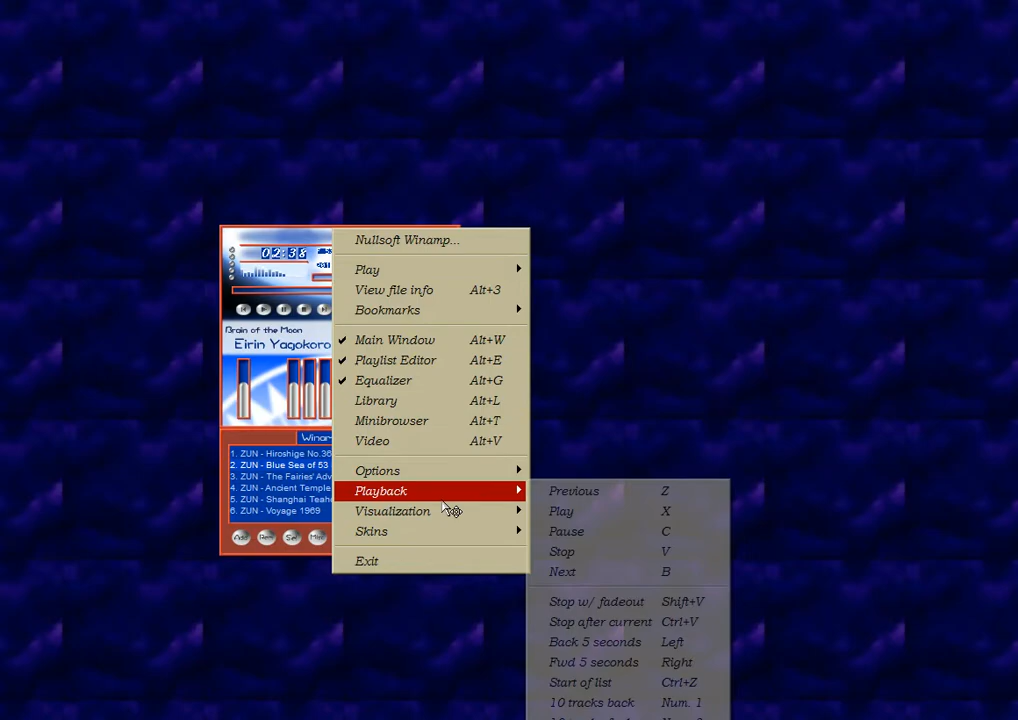 Nullsoft Winamp...
Play
View file info Alt+3
Bookmarks
Main Window Alt+W
Playlist Editor Alt+E
Equalizer Alt+G
Library Alt+L
Minibrowser Alt+T
Video Alt+V
Options
Playback
Visualization
Skins
Exit
02:38
Brain of the Moon
Eirin Yagokoro
Winam
1. ZUN - Hiroshige No.36
2. ZUN - Blue Sea of 53
3. ZUN - The Fairies' Adv
4. ZUN - Ancient Temple
5. ZUN - Shanghai Teah
6. ZUN - Voyage 1969
Add Rem Sel
Previous Z
Play X
Pause C
Stop V
Next B
Stop w/ fadeout Shift+V
Stop after current Ctrl+V
Back 5 seconds Left
Fwd 5 seconds Right
Start of list Ctrl+Z
10 tracks back Num. 1